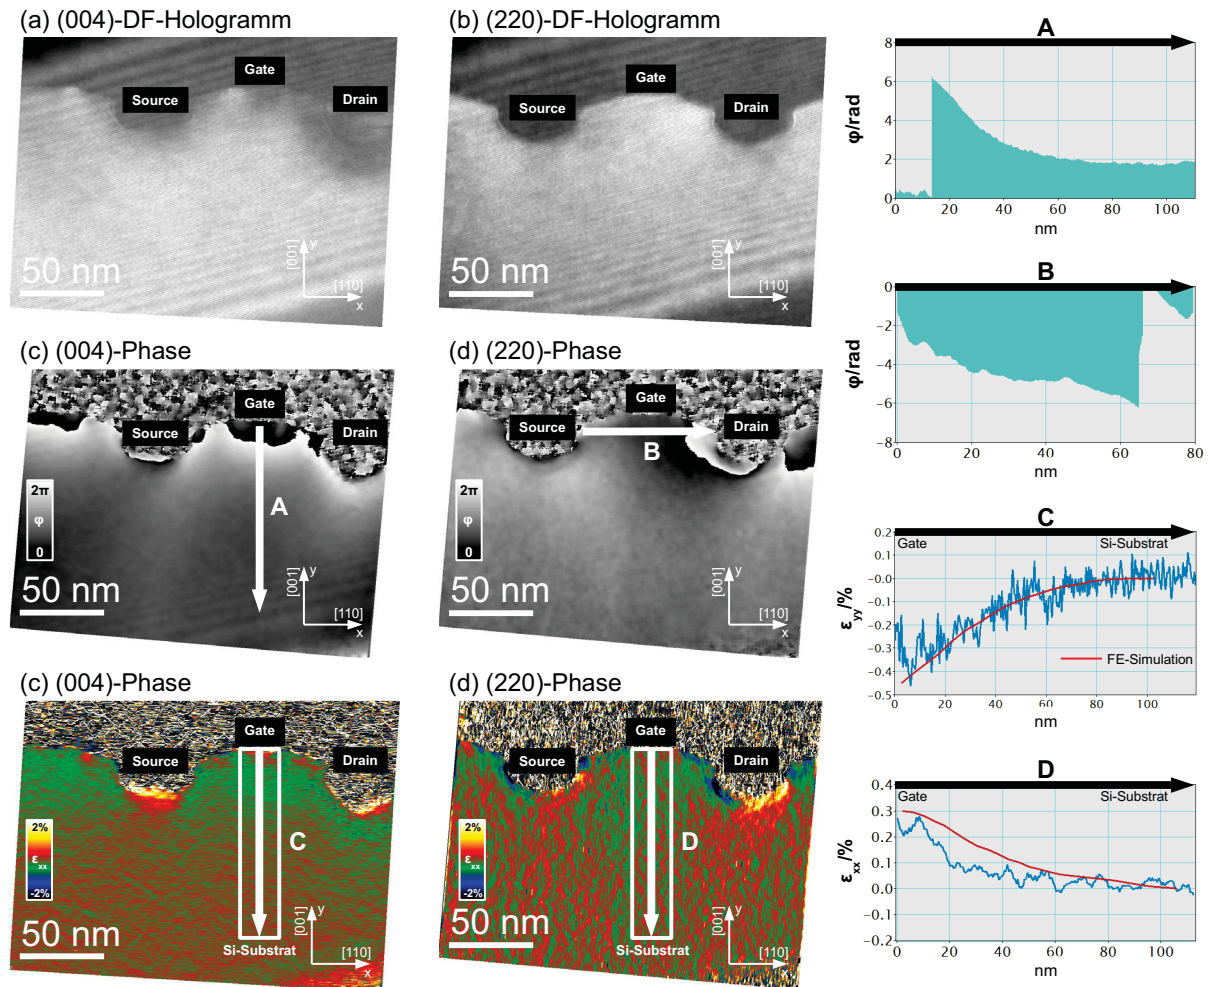 (a) (004)-DF-Hologramm
Gate
Source
Drain
[001]
y
[110]
x
50 nm
(b) (220)-DF-Hologramm
Gate
Source
Drain
[001]
y
[110]
x
50 nm
A
φ/rad
8
6
4
2
0
0 20 40 60 80 100
nm
B
φ/rad
0
-2
-4
-6
-8
0 20 40 60 80
nm
(c) (004)-Phase
Gate
Source
Drain
A
2π
φ
0
[001]
y
[110]
x
50 nm
(d) (220)-Phase
Gate
Source
Drain
B
2π
φ
0
[001]
y
[110]
x
50 nm
C
Gate Si-Substrat
εyy/%
0.2
0.1
-0.0
-0.1
-0.2
-0.3
-0.4
-0.5
FE-Simulation
0 20 40 60 80 100
nm
(c) (004)-Phase
Gate
Source
Drain
C
2%
εxx
-2%
Si-Substrat
[001]
y
[110]
x
50 nm
(d) (220)-Phase
Gate
Source
Drain
D
2%
εxx
-2%
Si-Substrat
[001]
y
[110]
x
50 nm
D
Gate Si-Substrat
εxx/%
0.4
0.3
0.2
0.1
0.0
-0.1
-0.2
0 20 40 60 80 100
nm